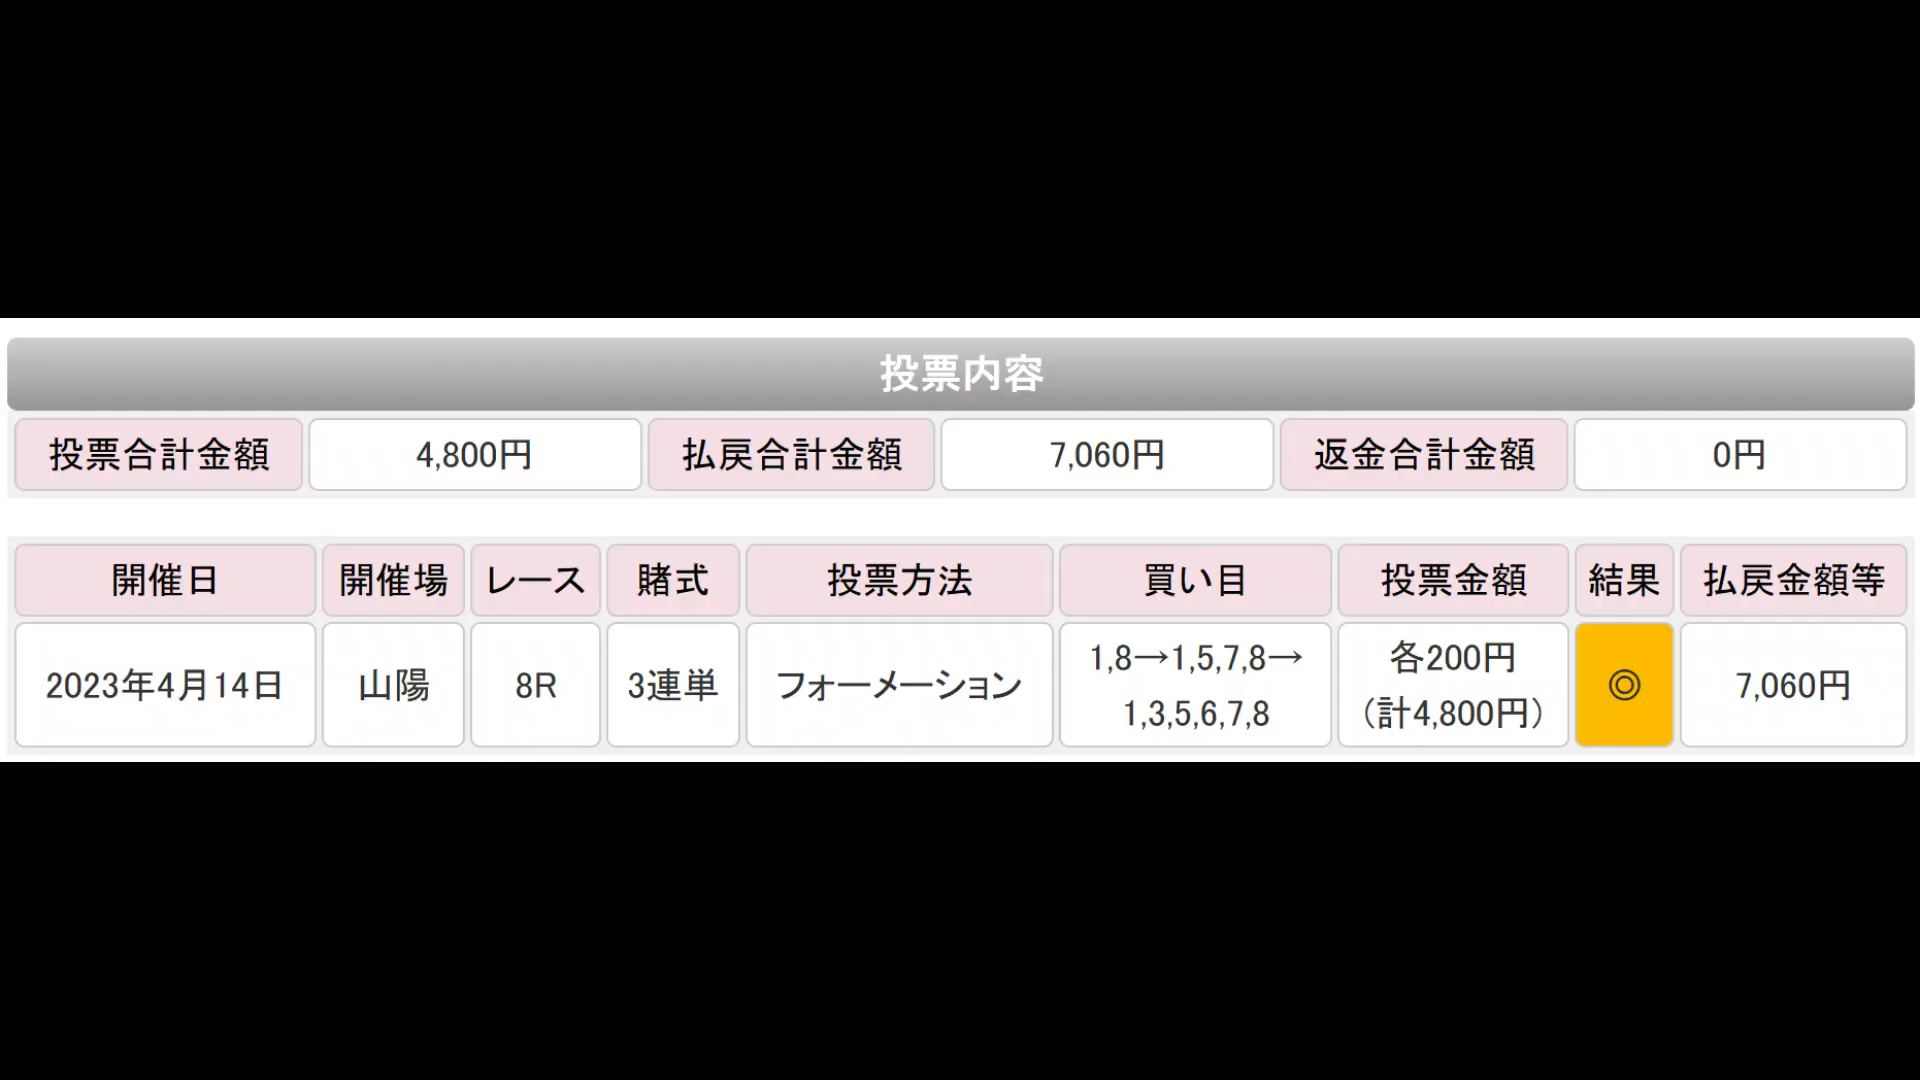 投票内容
投票合計金額 4,800円 払戻合計金額 7,060円 返金合計金額 0円
開催日 開催場 レース 賭式 投票方法 買い目 投票金額 結果 払戻金額等
2023年4月14日 山陽 8R 3連単 フォーメーション 1,8→1,5,7,8→ 各200円 ◎ 7,060円
1,3,5,6,7,8 （計4,800円）